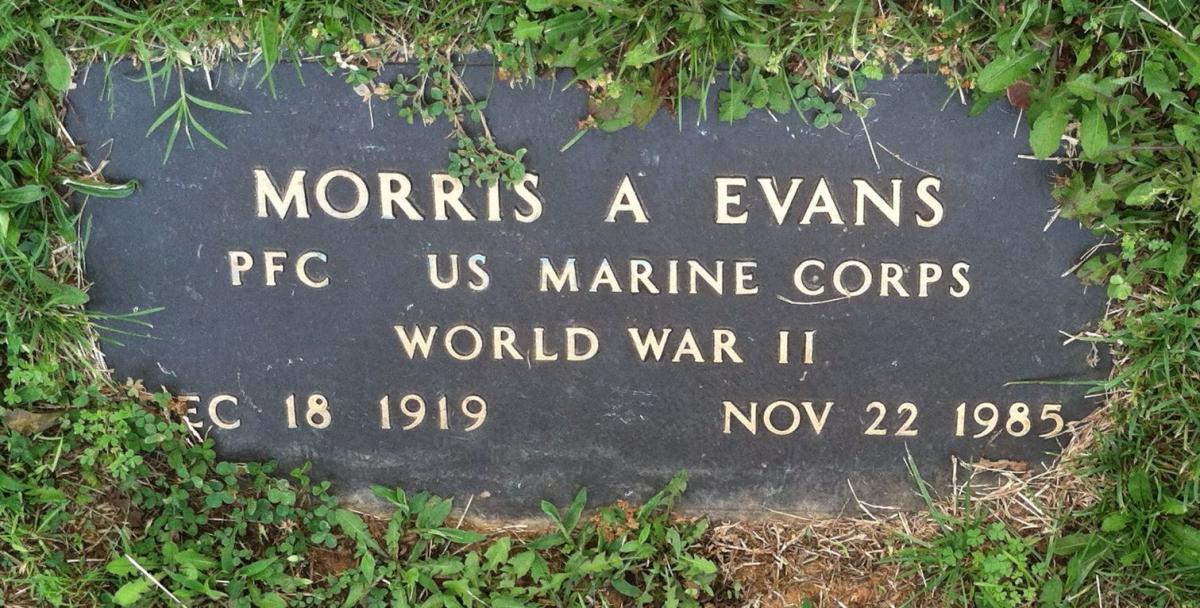 MORRIS A EVANS
PFC US MARINE CORPS
WORLD WAR II
EC 18 1919 NOV 22 1985